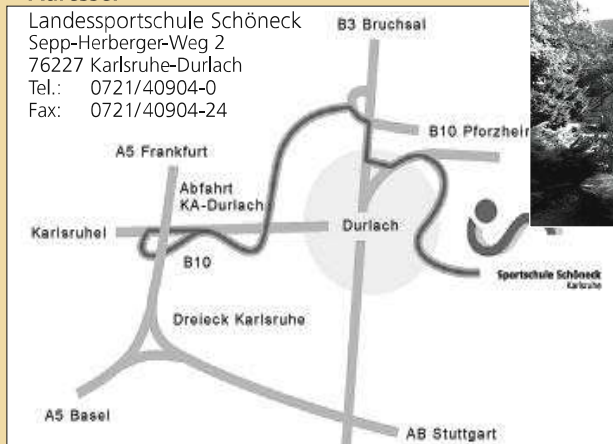 Landessportschule Schöneck
Sepp-Herberger-Weg 2
76227 Karlsruhe-Durlach
Tel.: 0721/40904-0
Fax: 0721/40904-24
B3 Bruchsal
B10 Pforzheim
A5 Frankfurt
Abfahrt
KA-Durlach
Karlsruhel
Durlach
B10
Sportschule Schöneck
Karlsruhe
Dreieck Karlsruhe
A5 Basel
AB Stuttgart